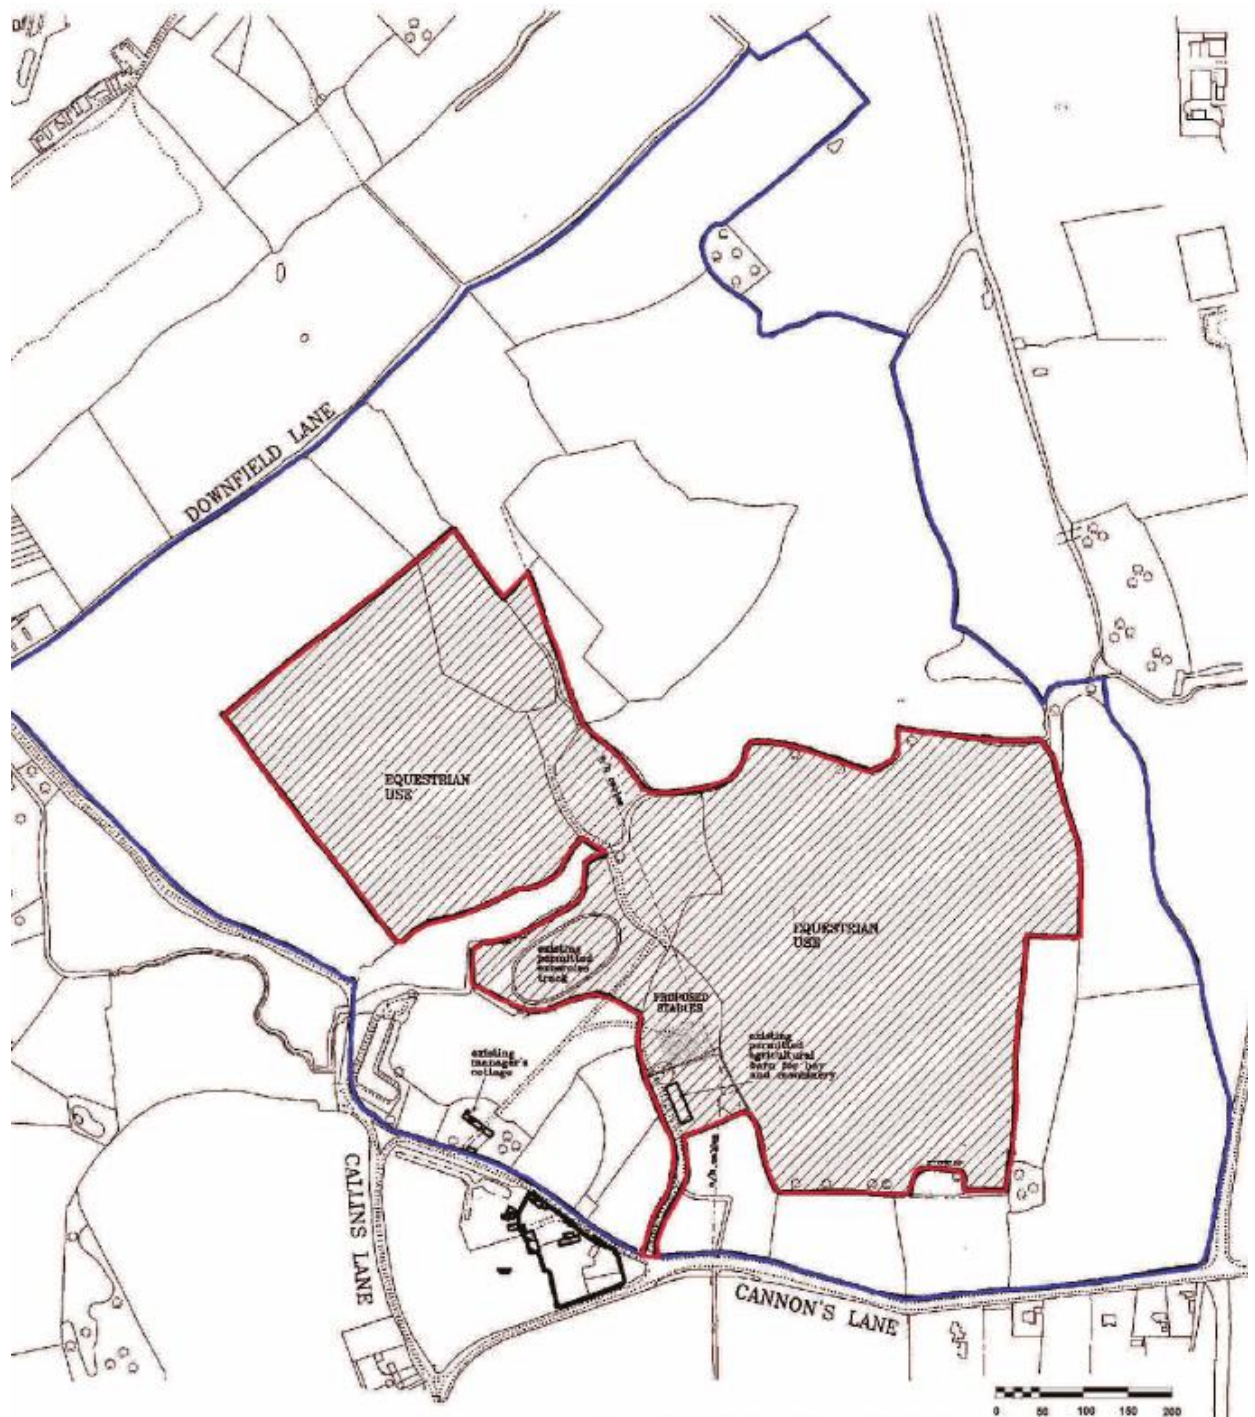 DOWNFIELD LANE
EQUESTRIAN
USE
EQUESTRIAN
USE
existing
permitted
exercise
track
PROPOSED
STABLES
existing
permitted
agricultural
barn for hay
and machinery
existing
manager's
cottage
CALLINS LANE
CANNON'S LANE
0 50 100 150 200